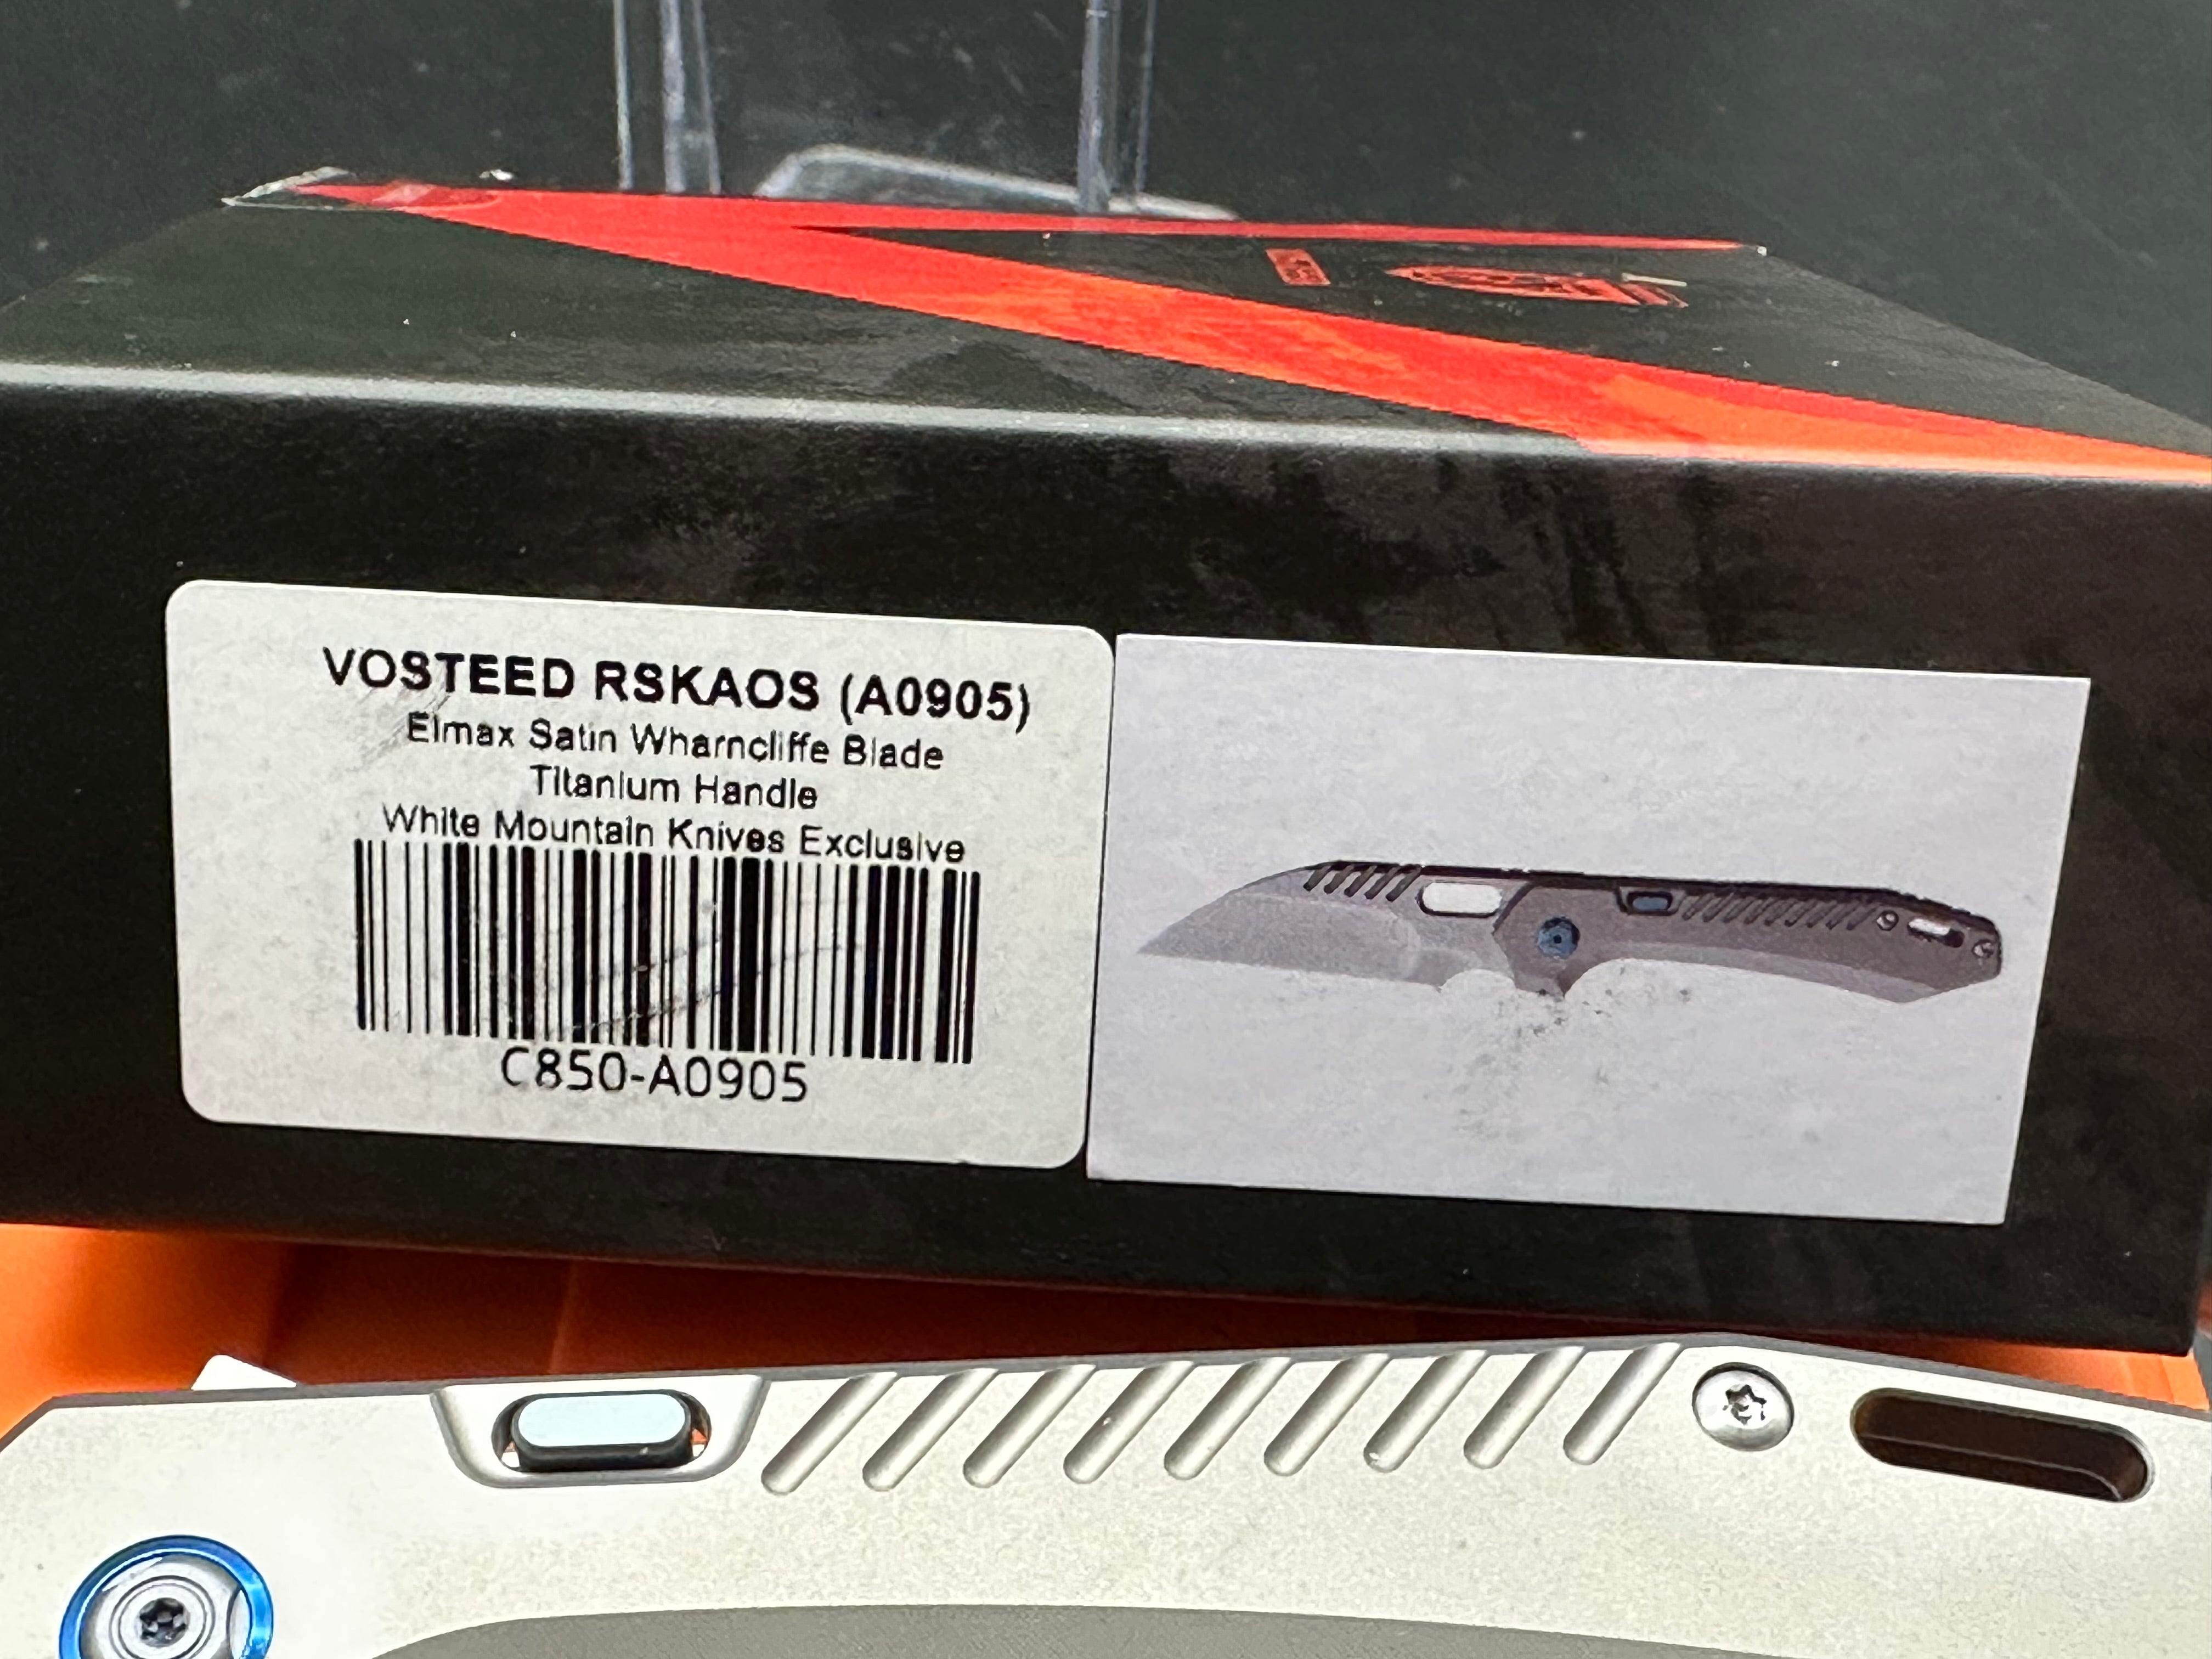 VOSTEED RSKAOS (A0905)
Elmax Satin Wharncliffe Blade
Titanium Handle
White Mountain Knives Exclusive
C850-A0905